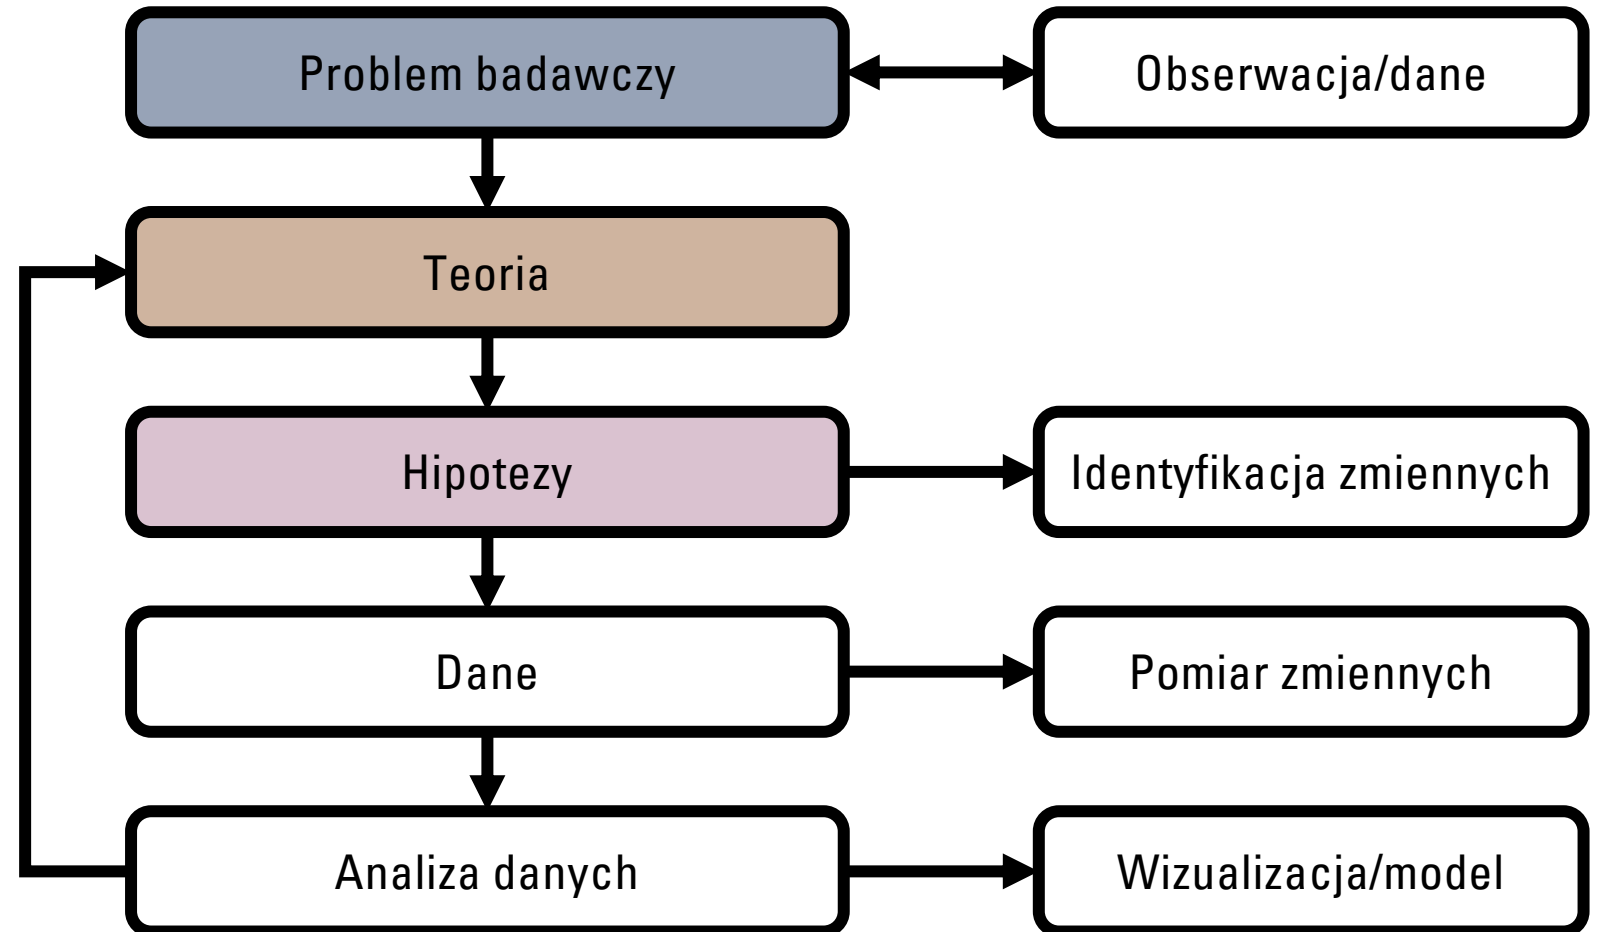 Problem badawczy
Obserwacja/dane
Teoria
Hipotezy
Identyfikacja zmiennych
Dane
Pomiar zmiennych
Analiza danych
Wizualizacja/model